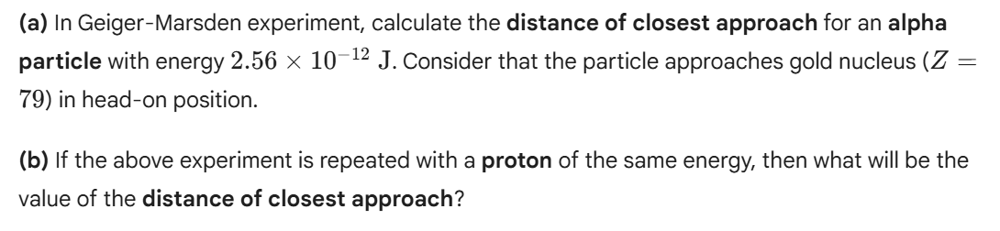 (a) In Geiger-Marsden experiment, calculate the distance of closest approach for an alpha
particle with energy 2.56 × 10⁻¹² J. Consider that the particle approaches gold nucleus (Z =
79) in head-on position.
(b) If the above experiment is repeated with a proton of the same energy, then what will be the
value of the distance of closest approach?